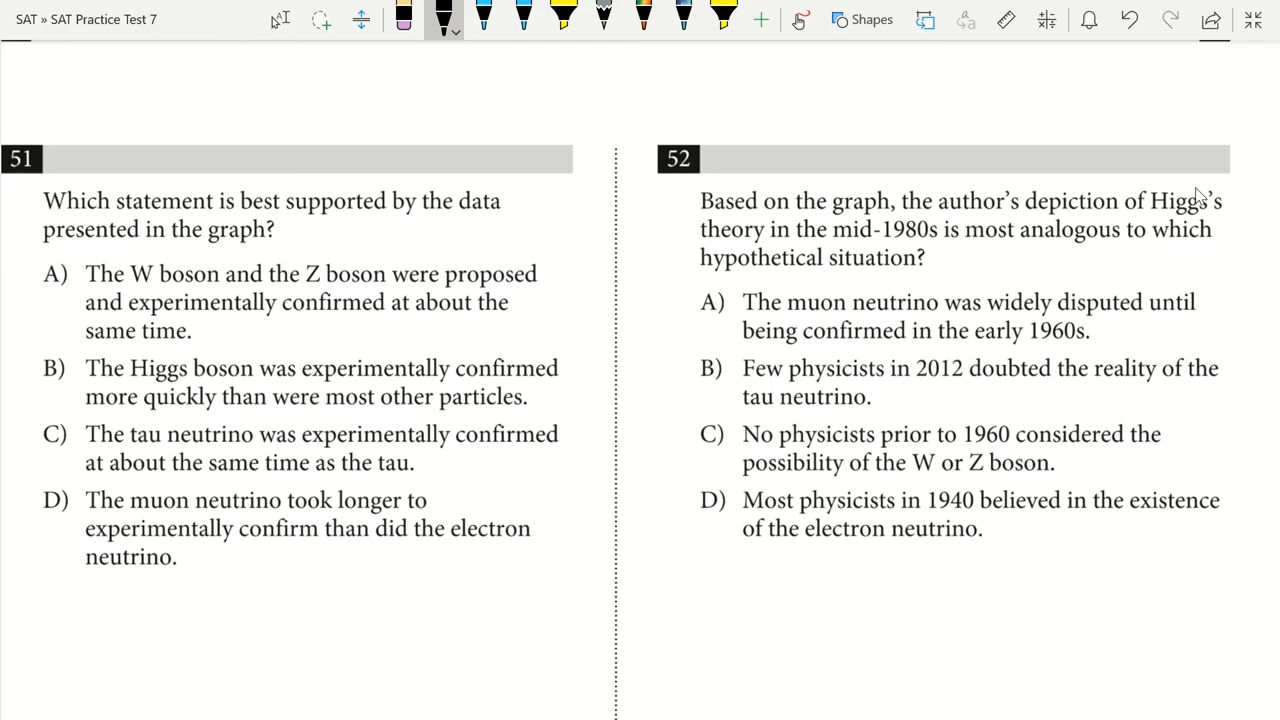 SAT » SAT Practice Test 7
Shapes
51
Which statement is best supported by the data
presented in the graph?
A) The W boson and the Z boson were proposed
and experimentally confirmed at about the
same time.
B) The Higgs boson was experimentally confirmed
more quickly than were most other particles.
C) The tau neutrino was experimentally confirmed
at about the same time as the tau.
D) The muon neutrino took longer to
experimentally confirm than did the electron
neutrino.
52
Based on the graph, the author’s depiction of Higgs’s
theory in the mid-1980s is most analogous to which
hypothetical situation?
A) The muon neutrino was widely disputed until
being confirmed in the early 1960s.
B) Few physicists in 2012 doubted the reality of the
tau neutrino.
C) No physicists prior to 1960 considered the
possibility of the W or Z boson.
D) Most physicists in 1940 believed in the existence
of the electron neutrino.